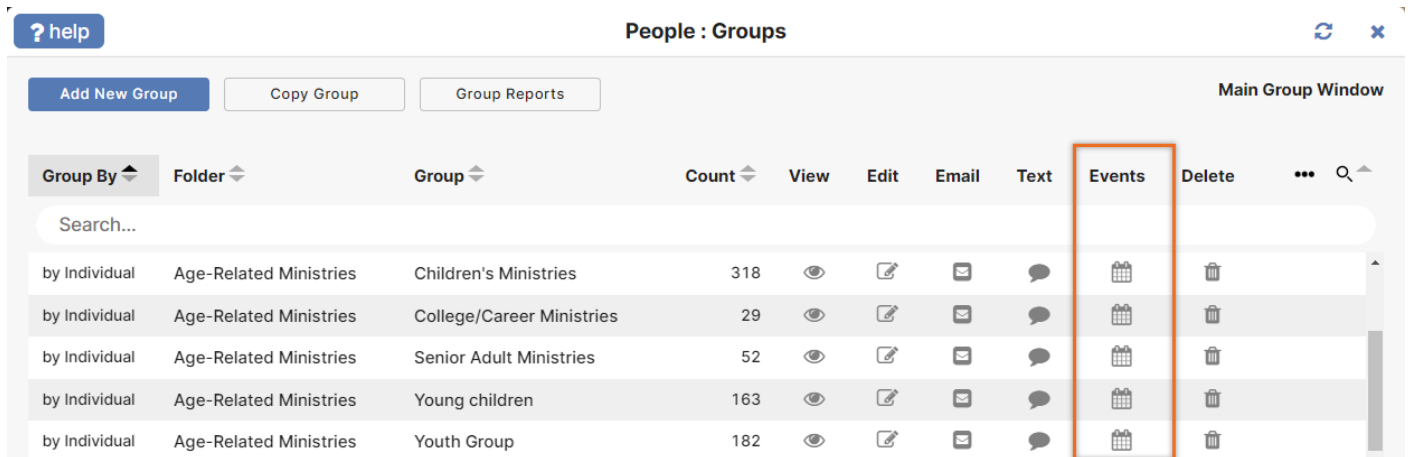 ? help People : Groups
Add New Group Copy Group Group Reports Main Group Window
Group By Folder Group Count View Edit Email Text Events Delete •••
Search...
by Individual Age-Related Ministries Children's Ministries 318
by Individual Age-Related Ministries College/Career Ministries 29
by Individual Age-Related Ministries Senior Adult Ministries 52
by Individual Age-Related Ministries Young children 163
by Individual Age-Related Ministries Youth Group 182